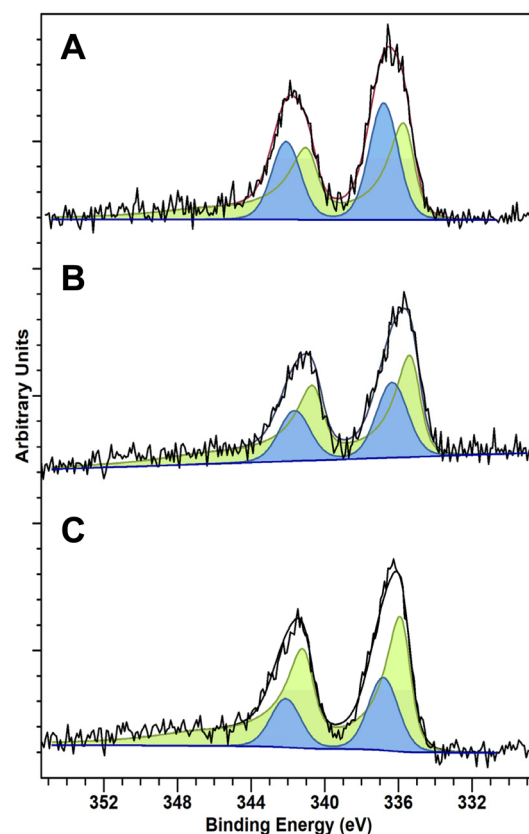 A
B
C
Arbitrary Units
352 348 344 340 336 332
Binding Energy (eV)